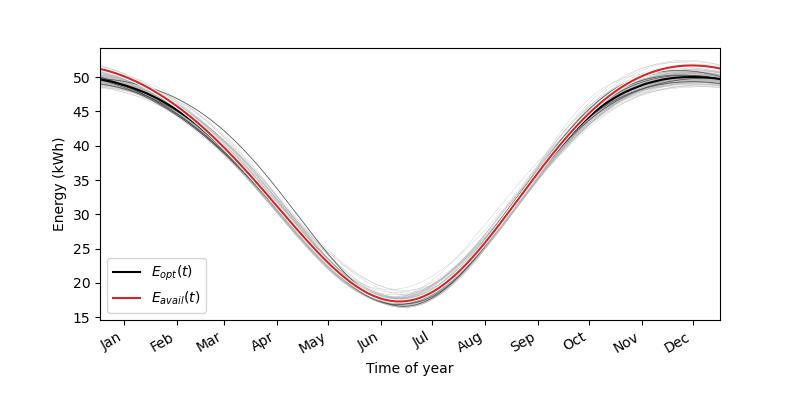 Energy (kWh)
50
45
40
35
30
25
20
15
E_opt(t)
E_avail(t)
Jan Feb Mar Apr May Jun Jul Aug Sep Oct Nov Dec
Time of year